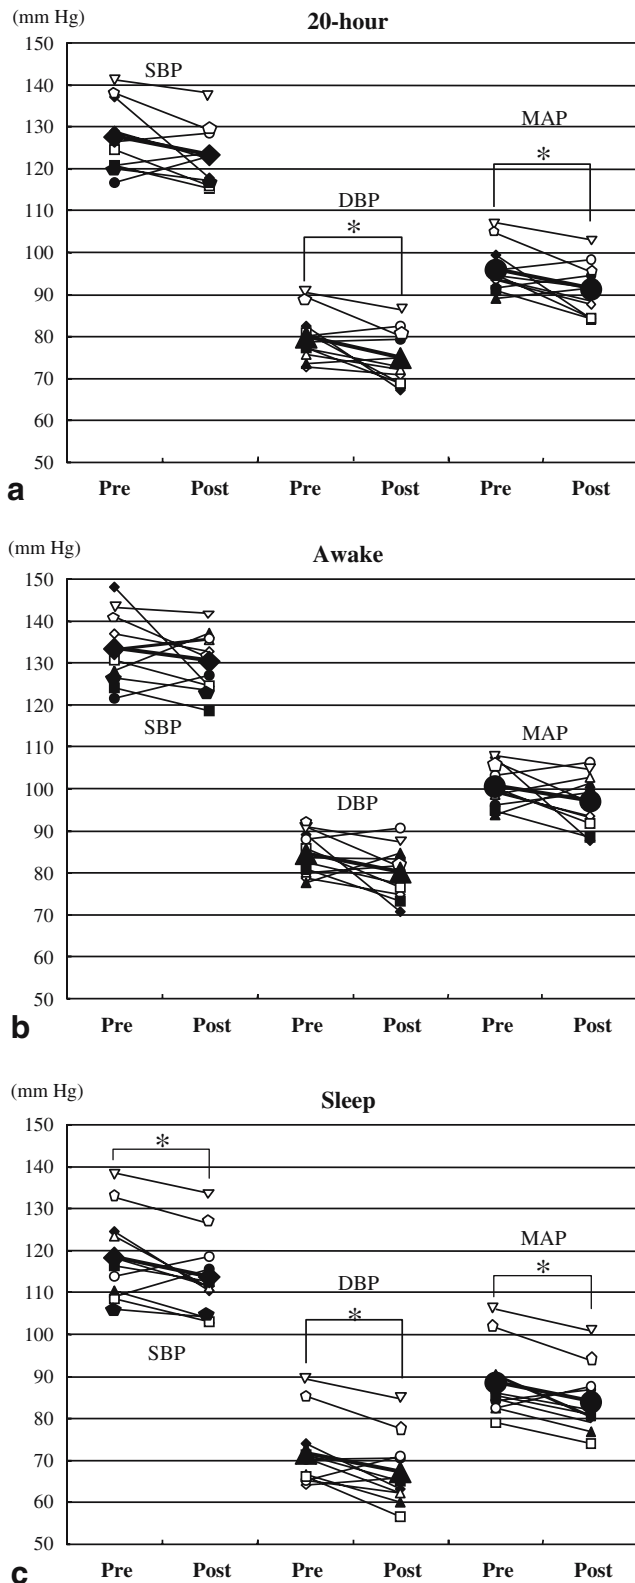 (mm Hg)
20-hour
150
SBP
140
130
MAP
120
*
110
DBP
*
100
90
80
70
60
50
a
Pre Post Pre Post Pre Post
(mm Hg)
Awake
150
140
130
120
SBP
MAP
110
100
DBP
90
80
70
60
50
b
Pre Post Pre Post Pre Post
(mm Hg)
Sleep
150
*
140
130
120
MAP
110
DBP
*
*
100
SBP
90
80
70
60
50
c
Pre Post Pre Post Pre Post